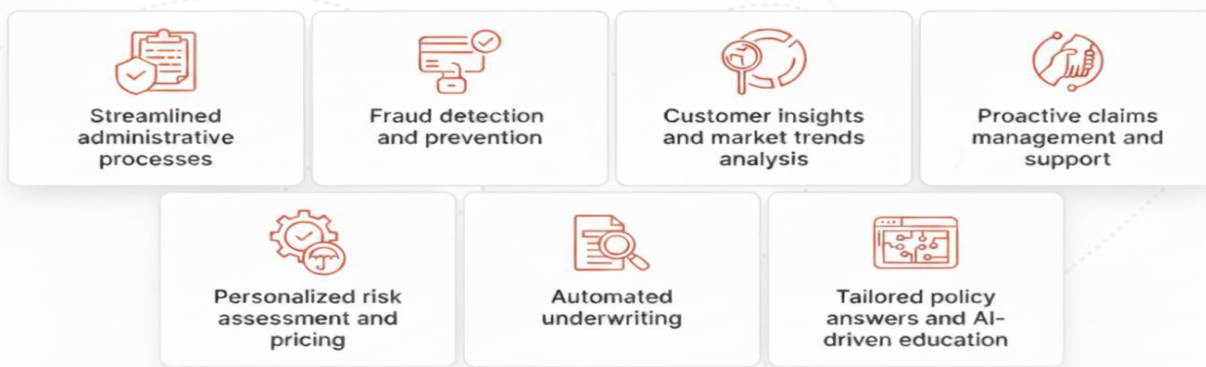 Streamlined
administrative
processes
Fraud detection
and prevention
Customer insights
and market trends
analysis
Proactive claims
management and
support
Personalized risk
assessment and
pricing
Automated
underwriting
Tailored policy
answers and AI-
driven education